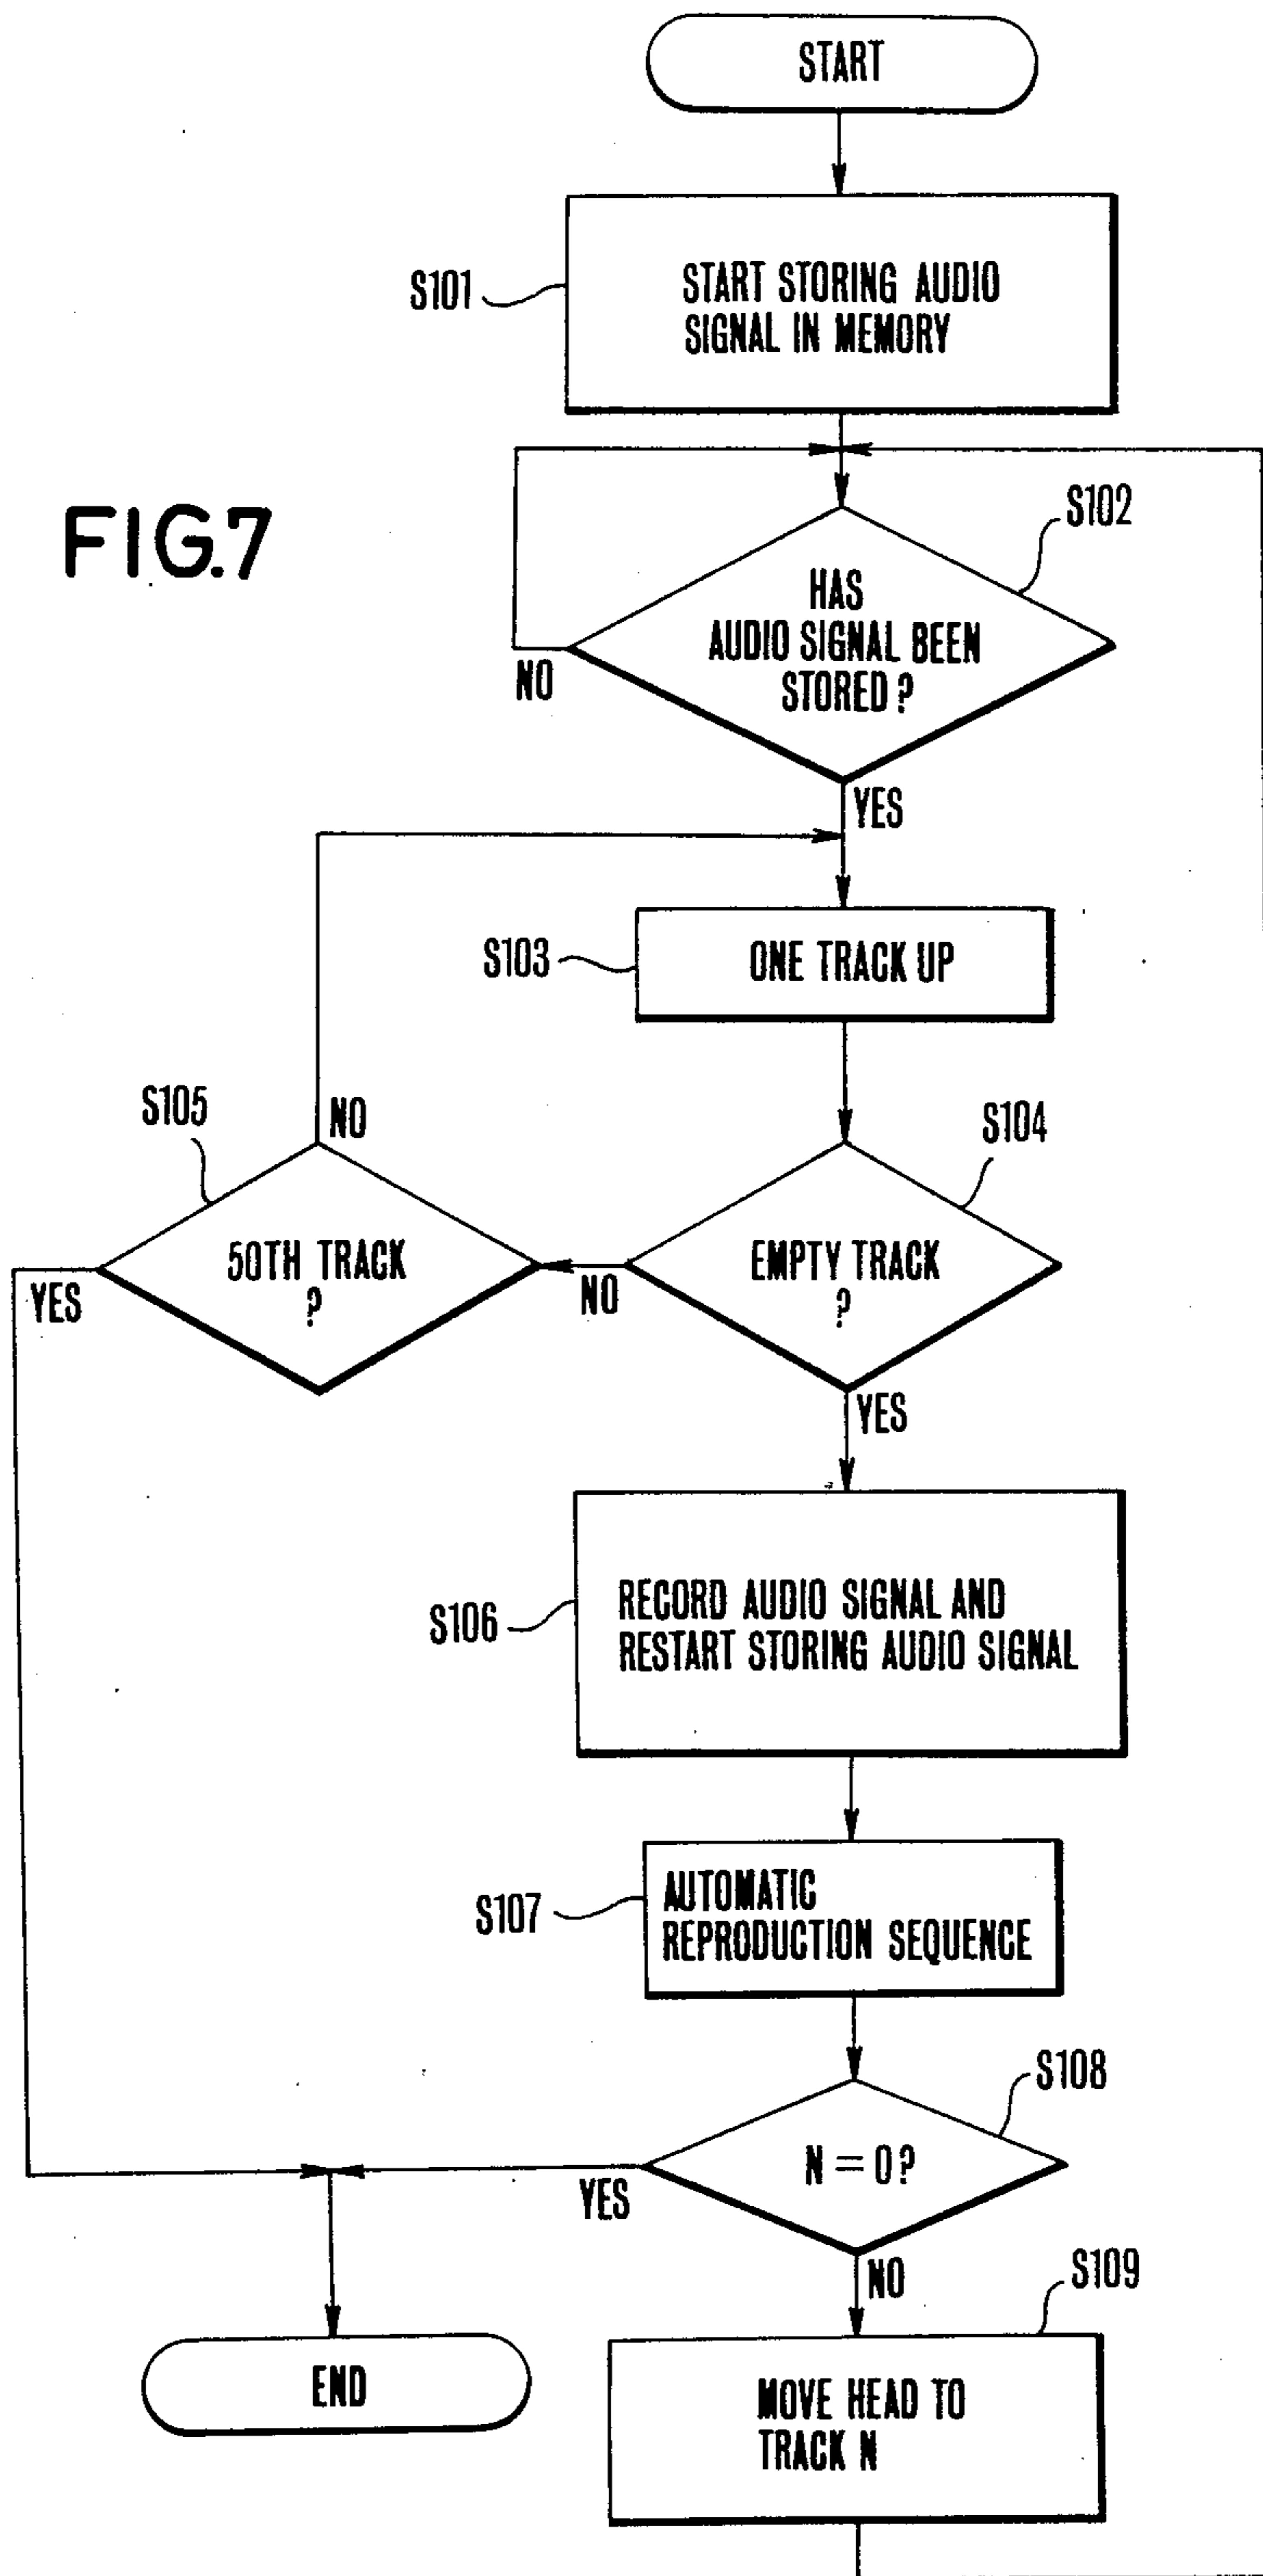 START
S101
START STORING AUDIO
SIGNAL IN MEMORY
FIG.7
S102
HAS
AUDIO SIGNAL BEEN
STORED?
NO
YES
S103
ONE TRACK UP
S105
NO
S104
50TH TRACK
?
YES
EMPTY TRACK
?
NO
YES
S106
RECORD AUDIO SIGNAL AND
RESTART STORING AUDIO SIGNAL
S107
AUTOMATIC
REPRODUCTION SEQUENCE
S108
N = 0?
YES
NO
S109
END
MOVE HEAD TO
TRACK N